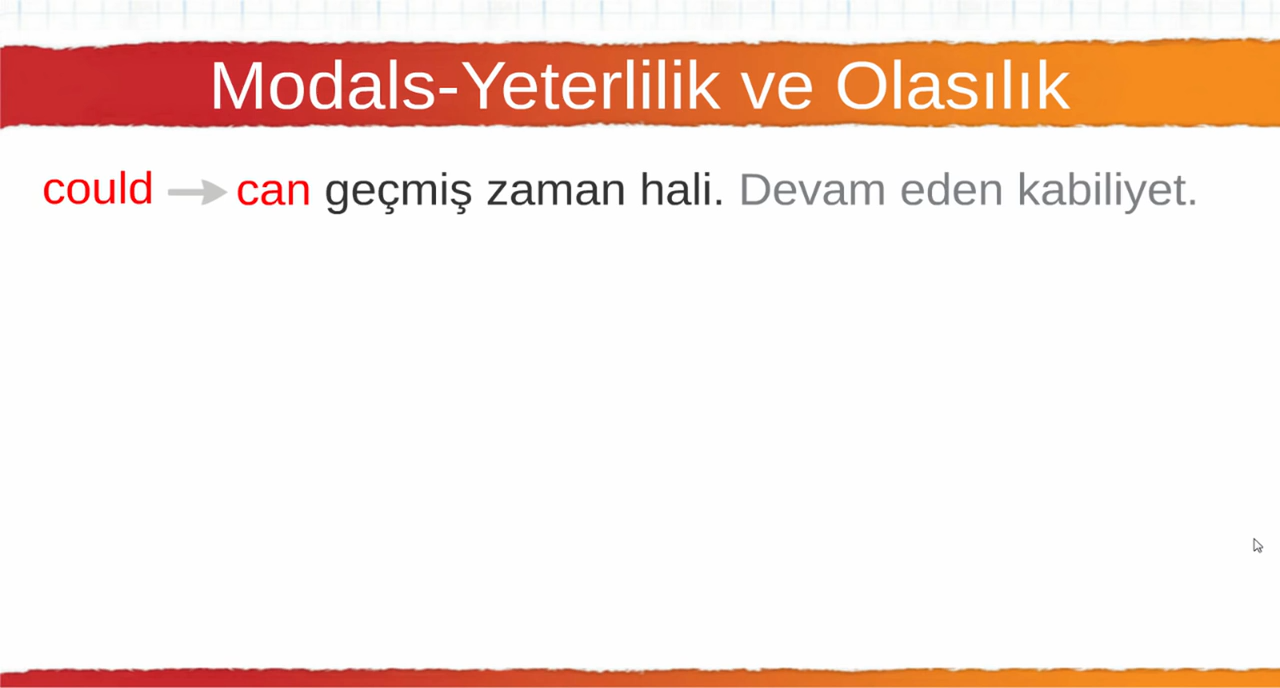 Modals-Yeterlilik ve Olasılık
could → can geçmiş zaman hali. Devam eden kabiliyet.